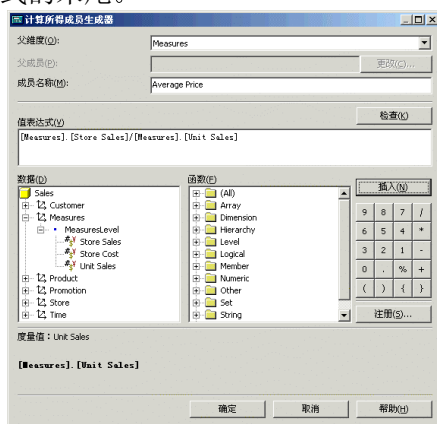 式的末尾。
计算所得成员生成器
父维度(O):
Measures
父成员(P):
更改(C)...
成员名称(M):
Average Price
值表达式(V)
检查(K)
[Measures].[Store Sales]/[Measures].[Unit Sales]
数据(D)
函数(F)
插入(N)
Sales
Customer
Measures
MeasuresLevel
Store Sales
Store Cost
Unit Sales
Product
Promotion
Store
Time
(All)
Array
Dimension
Hierarchy
Level
Logical
Member
Numeric
Other
Set
String
9 8 7 /
6 5 4 *
3 2 1 -
0 . % +
( ) { }
注册(S)...
度量值：Unit Sales
[Measures].[Unit Sales]
确定
取消
帮助(H)